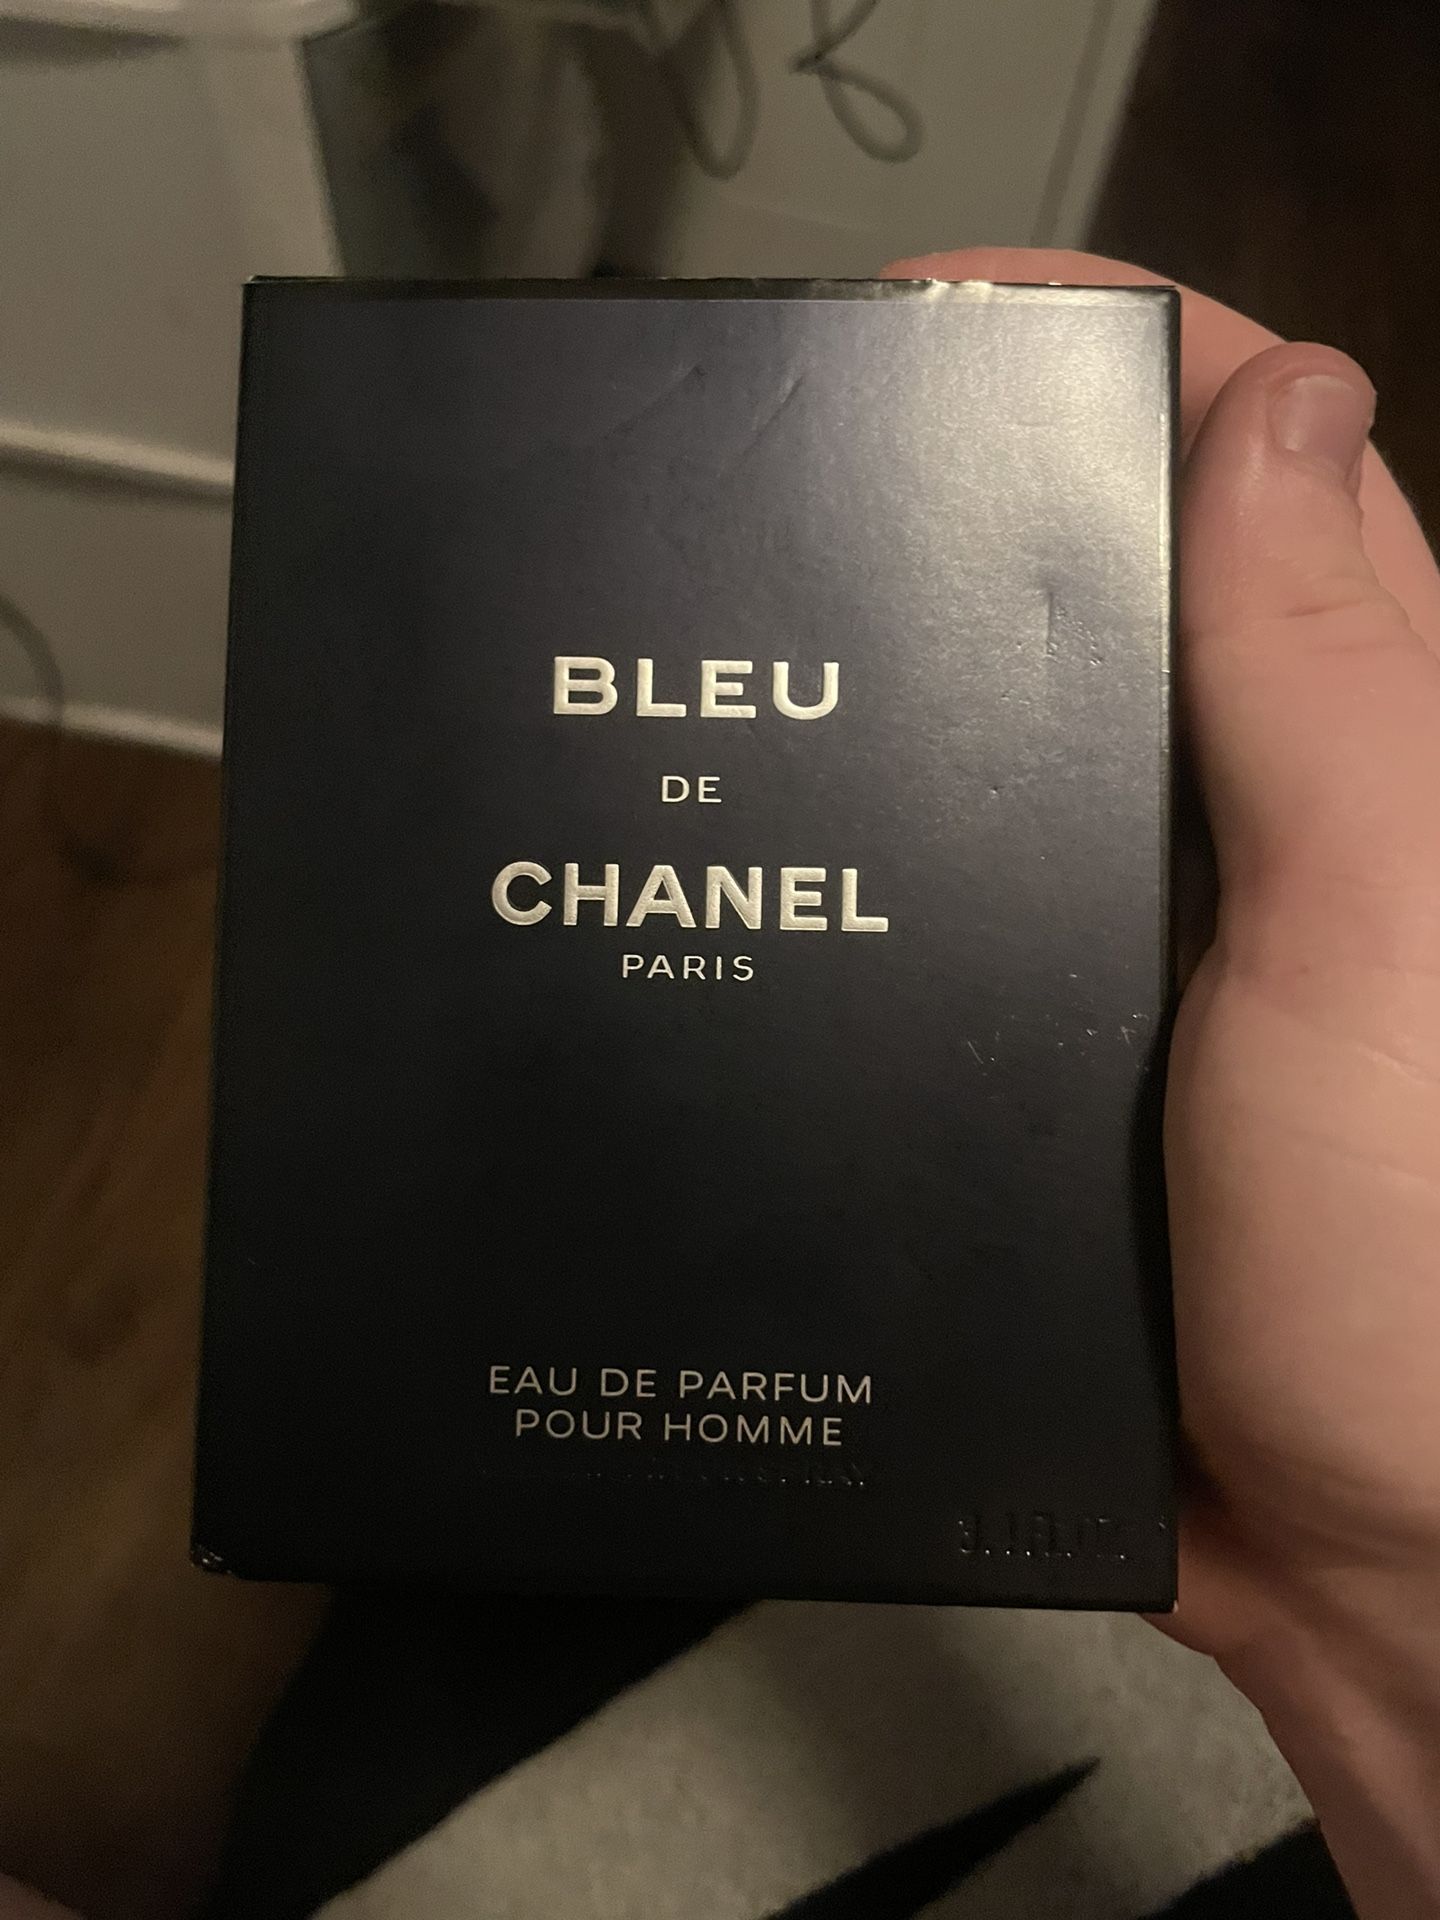 BLEU
DE
CHANEL
PARIS
EAU DE PARFUM
POUR HOMME